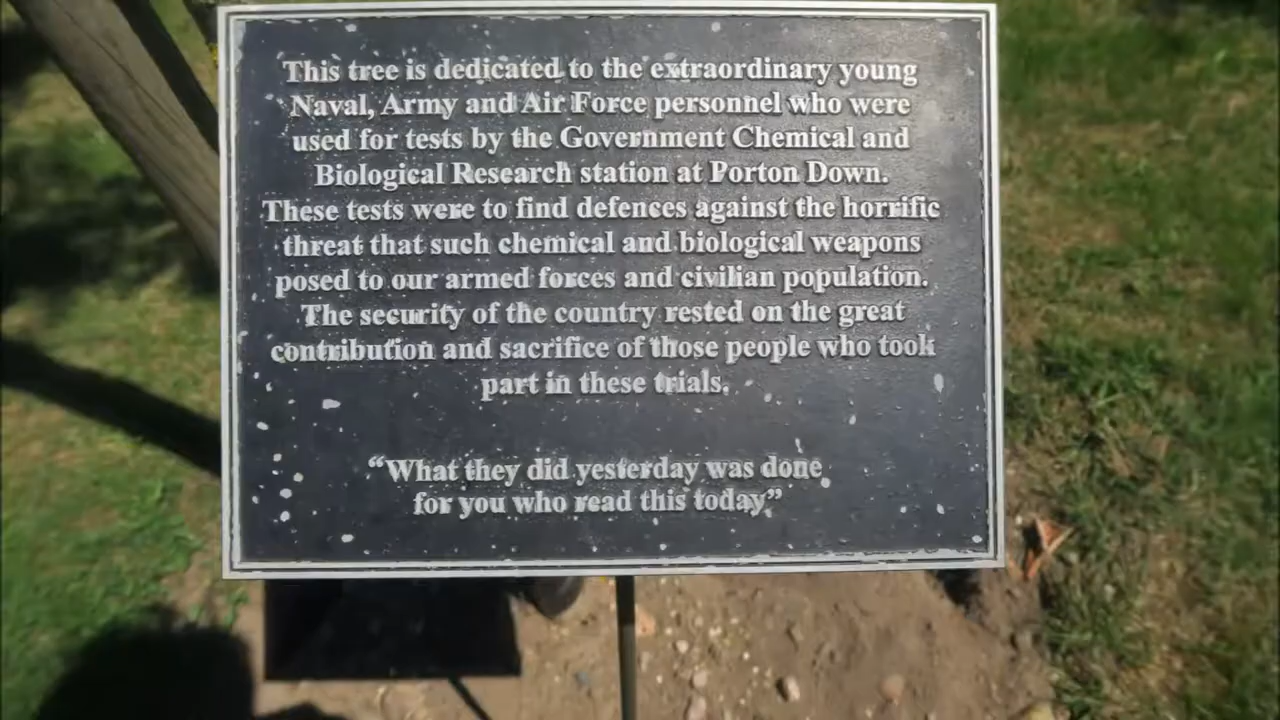 This tree is dedicated to the extraordinary young
Naval, Army and Air Force personnel who were
used for tests by the Government Chemical and
Biological Research station at Porton Down.
These tests were to find defences against the horrific
threat that such chemical and biological weapons
posed to our armed forces and civilian population.
The security of the country rested on the great
contribution and sacrifice of those people who took
part in these trials.
“What they did yesterday was done
for you who read this today”